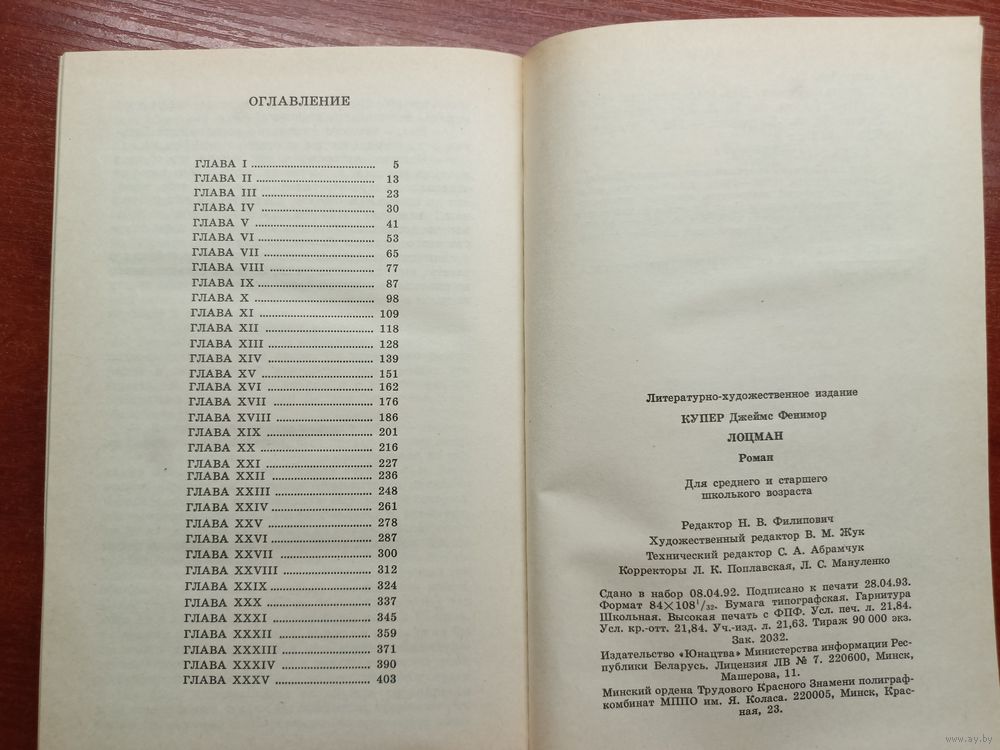 ОГЛАВЛЕНИЕ
ГЛАВА I ........ 5
ГЛАВА II ........ 13
ГЛАВА III ........ 23
ГЛАВА IV ........ 30
ГЛАВА V ........ 41
ГЛАВА VI ........ 53
ГЛАВА VII ........ 65
ГЛАВА VIII ........ 77
ГЛАВА IX ........ 87
ГЛАВА X ........ 98
ГЛАВА XI ........ 109
ГЛАВА XII ........ 118
ГЛАВА XIII ........ 128
ГЛАВА XIV ........ 139
ГЛАВА XV ........ 151
ГЛАВА XVI ........ 162
ГЛАВА XVII ........ 176
ГЛАВА XVIII ........ 186
ГЛАВА XIX ........ 201
ГЛАВА XX ........ 216
ГЛАВА XXI ........ 227
ГЛАВА XXII ........ 236
ГЛАВА XXIII ........ 248
ГЛАВА XXIV ........ 261
ГЛАВА XXV ........ 278
ГЛАВА XXVI ........ 287
ГЛАВА XXVII ........ 300
ГЛАВА XXVIII ........ 312
ГЛАВА XXIX ........ 324
ГЛАВА XXX ........ 337
ГЛАВА XXXI ........ 345
ГЛАВА XXXII ........ 359
ГЛАВА XXXIII ........ 371
ГЛАВА XXXIV ........ 390
ГЛАВА XXXV ........ 403
Литературно-художественное издание
КУПЕР Джеймс Фенимор
ЛОЦМАН
Роман
Для среднего и старшего
школького возраста
Редактор Н. В. Филипович
Художественный редактор В. М. Жук
Технический редактор С. А. Абрамчук
Корректоры Л. К. Поплавская, Л. С. Мануленко
Сдано в набор 08.04.92. Подписано к печати 28.04.93.
Формат 84×108¹/₃₂. Бумага типографская. Гарнитура
Школьная. Высокая печать с ФПФ. Усл. печ. л. 21,84.
Усл. кр.-отт. 21,84. Уч.-изд. л. 21,63. Тираж 90 000 экз.
Зак. 2032.
Издательство «Юнацтва» Министерства информации Рес-
публики Беларусь. Лицензия ЛВ № 7. 220600, Минск,
Машерова, 11.
Минский ордена Трудового Красного Знамени полиграф-
комбинат МППО им. Я. Коласа. 220005, Минск, Крас-
ная, 23.
www.ay.by